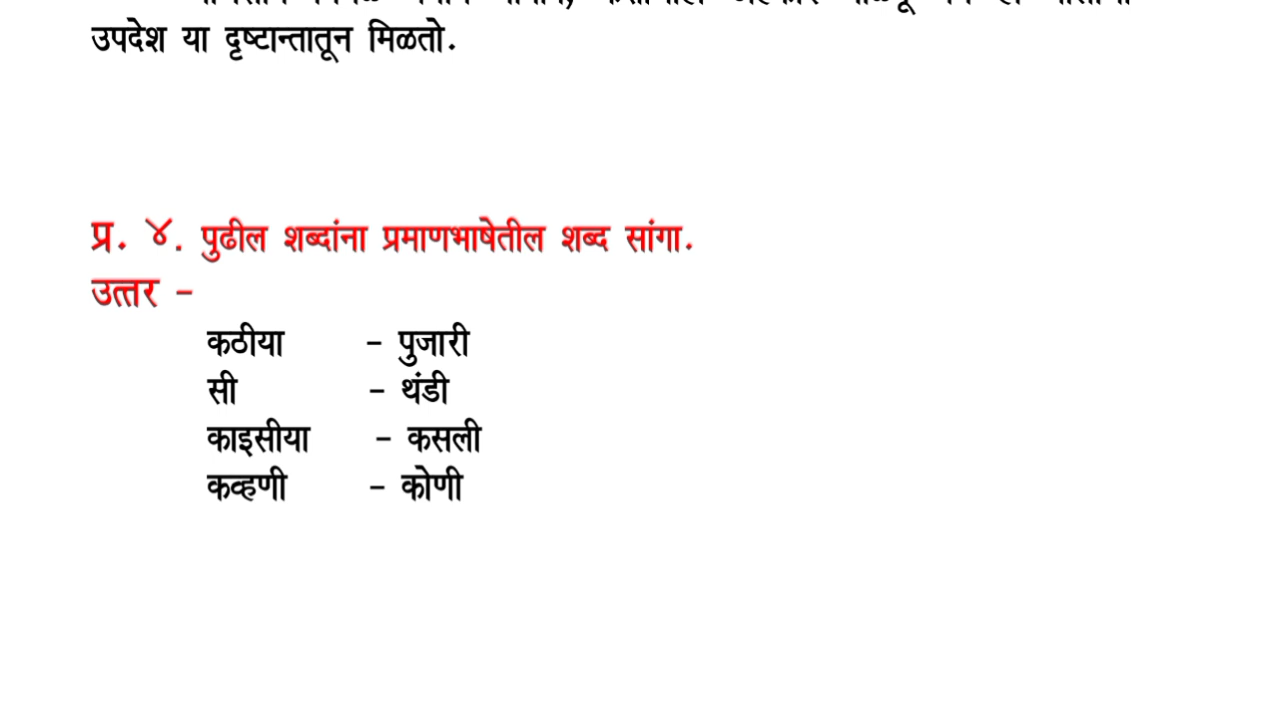 उपदेश या दृष्टान्तातून मिळतो.
प्र. ४. पुढील शब्दांना प्रमाणभाषेतील शब्द सांगा.
उत्तर -
कठीया - पुजारी
सी - थंडी
काइसीया - कसली
कव्हणी - कोणी